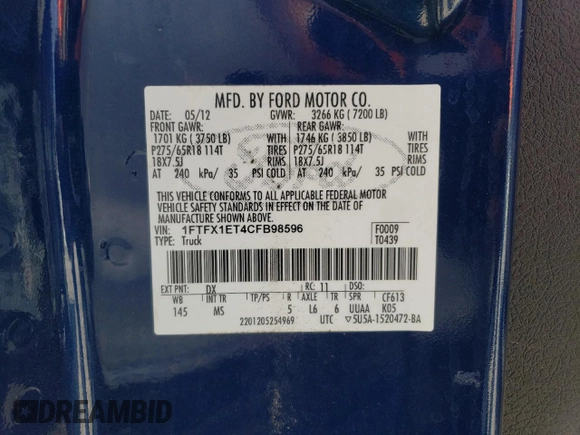 MFD. BY FORD MOTOR CO.
DATE: 05/12 GVWR: 3266 KG ( 7200 LB)
FRONT GAWR: REAR GAWR:
1701 KG ( 3750 LB) WITH 1746 KG ( 3850 LB) WITH
P275/65R18 114T TIRES P275/65R18 114T TIRES
18X7.5J RIMS 18X7.5J RIMS
AT 240 kPa/ 35 PSI COLD AT 240 kPa/ 35 PSI COLD
THIS VEHICLE CONFORMS TO ALL APPLICABLE FEDERAL MOTOR
VEHICLE SAFETY STANDARDS IN EFFECT ON THE DATE OF
MANUFACTURE SHOWN ABOVE.
VIN: 1FTFX1ET4CFB98596 F0009
TYPE: Truck T0439
EXT PNT: DX RC: 11 DSO:
WB INT TR TP/PS R AXLE TR SPR CF613
145 MS 5 L6 6 UUAA K05
2201205254969 UTC ▽5U5A-1520472-BA
DREAMBID